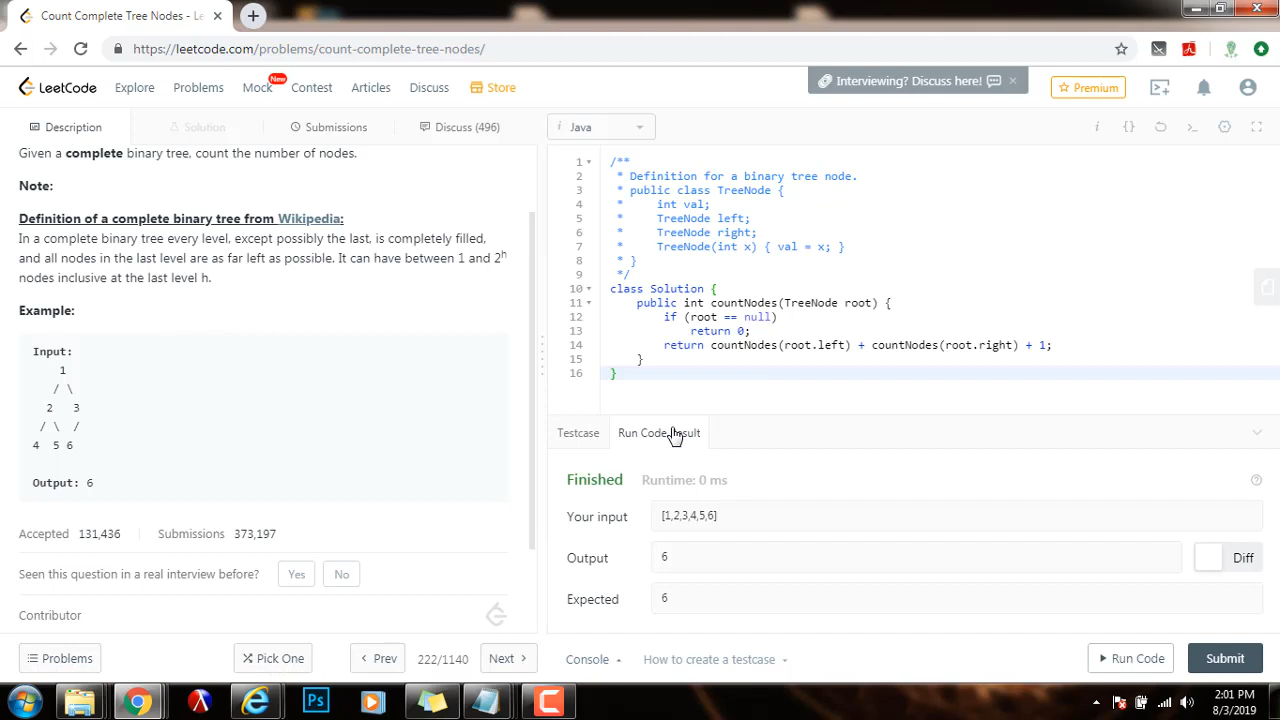 Count Complete Tree Nodes - Le
https://leetcode.com/problems/count-complete-tree-nodes/
LeetCode
Explore
Problems
Mock
New
Contest
Articles
Discuss
Store
Interviewing? Discuss here!
Premium
Description
Solution
Submissions
Discuss (496)
Java
Given a complete binary tree, count the number of nodes.
Note:
Definition of a complete binary tree from Wikipedia:
In a complete binary tree every level, except possibly the last, is completely filled,
and all nodes in the last level are as far left as possible. It can have between 1 and 2h
nodes inclusive at the last level h.
Example:
Input:
1
/ \
2 3
/ \ /
4 5 6
Output: 6
Accepted 131,436 Submissions 373,197
Seen this question in a real interview before? Yes No
Contributor
1 /**
2 * Definition for a binary tree node.
3 * public class TreeNode {
4 *     int val;
5 *     TreeNode left;
6 *     TreeNode right;
7 *     TreeNode(int x) { val = x; }
8 * }
9 */
10 class Solution {
11     public int countNodes(TreeNode root) {
12         if (root == null)
13             return 0;
14         return countNodes(root.left) + countNodes(root.right) + 1;
15     }
16 }
Testcase
Run Code Result
Finished Runtime: 0 ms
Your input [1,2,3,4,5,6]
Output 6 Diff
Expected 6
Problems
Pick One
Prev
222/1140
Next
Console
How to create a testcase
Run Code
Submit
2:01 PM
8/3/2019